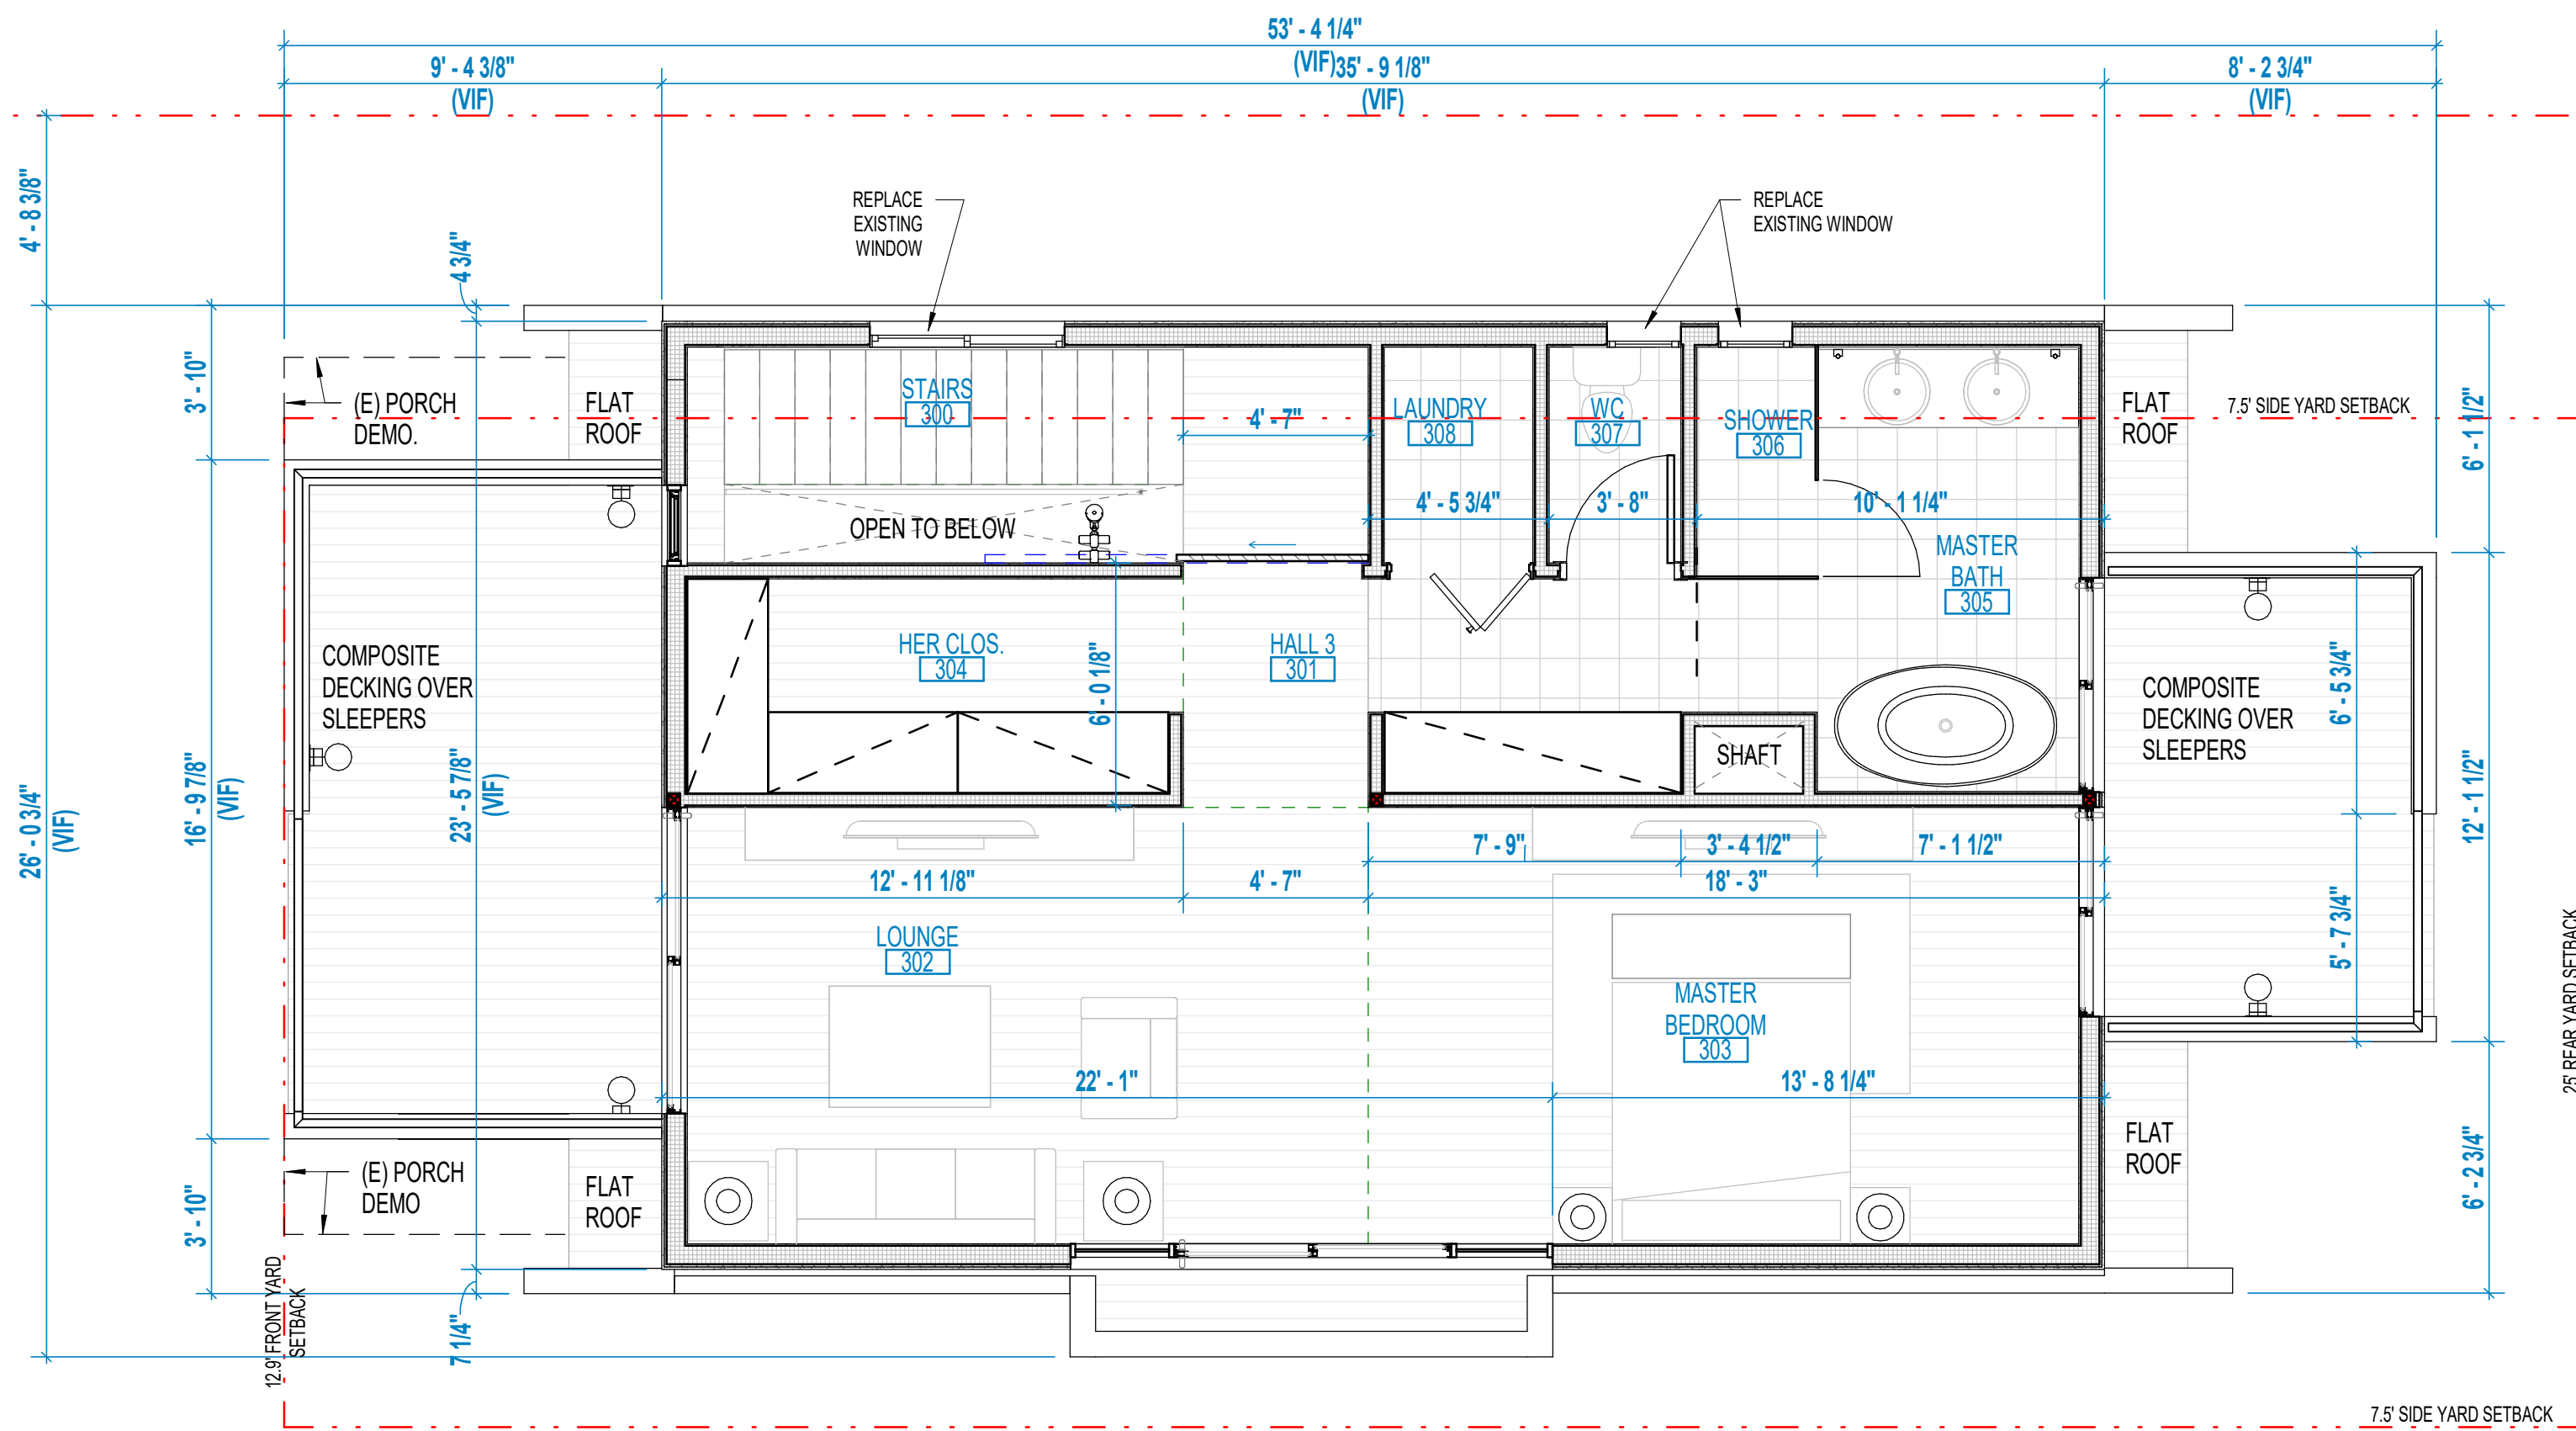 53' - 4 1/4"
(VIF)
9' - 4 3/8"
(VIF)
35' - 9 1/8"
(VIF)
8' - 2 3/4"
(VIF)
4' - 8 3/8"
4 3/4"
REPLACE
EXISTING
WINDOW
REPLACE
EXISTING WINDOW
3' - 10"
(E) PORCH
DEMO.
FLAT
ROOF
STAIRS
300
4' - 7"
LAUNDRY
308
WC
307
SHOWER
306
FLAT
ROOF
7.5' SIDE YARD SETBACK
6' - 1 1/2"
OPEN TO BELOW
4' - 5 3/4"
3' - 8"
10' - 1 1/4"
MASTER
BATH
305
COMPOSITE
DECKING OVER
SLEEPERS
HER CLOS.
304
6' - 0 1/8"
HALL 3
301
SHAFT
COMPOSITE
DECKING OVER
SLEEPERS
6' - 5 3/4"
26' - 0 3/4"
(VIF)
16' - 9 7/8"
(VIF)
23' - 5 7/8"
(VIF)
12' - 1 1/2"
7' - 9"
3' - 4 1/2"
7' - 1 1/2"
12' - 11 1/8"
4' - 7"
18' - 3"
LOUNGE
302
MASTER
BEDROOM
303
5' - 7 3/4"
25' REAR YARD SETBACK
22' - 1"
13' - 8 1/4"
(E) PORCH
DEMO
FLAT
ROOF
FLAT
ROOF
3' - 10"
6' - 2 3/4"
12.9' FRONT YARD
SETBACK
7 1/4"
7.5' SIDE YARD SETBACK